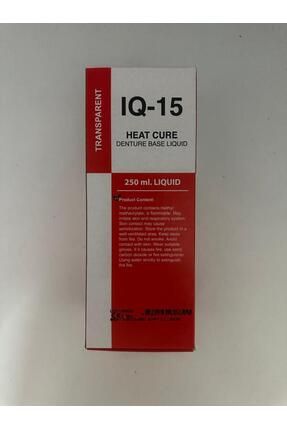 TRANSPARENT
IQ-15
HEAT CURE
DENTURE BASE LIQUID
250 ml. LIQUID
Product Content:
The product contains methyl
methacrylate, is flammable. May
irritate skin and respiratory system.
Skin contact may cause
sensitization. Store the product in a
well-ventilated area. Keep away
from fire. Do not smoke. Avoid
contact with skin. Wear suitable
gloves. If it causes fire, use sand
carbon dioxide or fire extinguisher.
Using water strictly to extinguish
the fire.